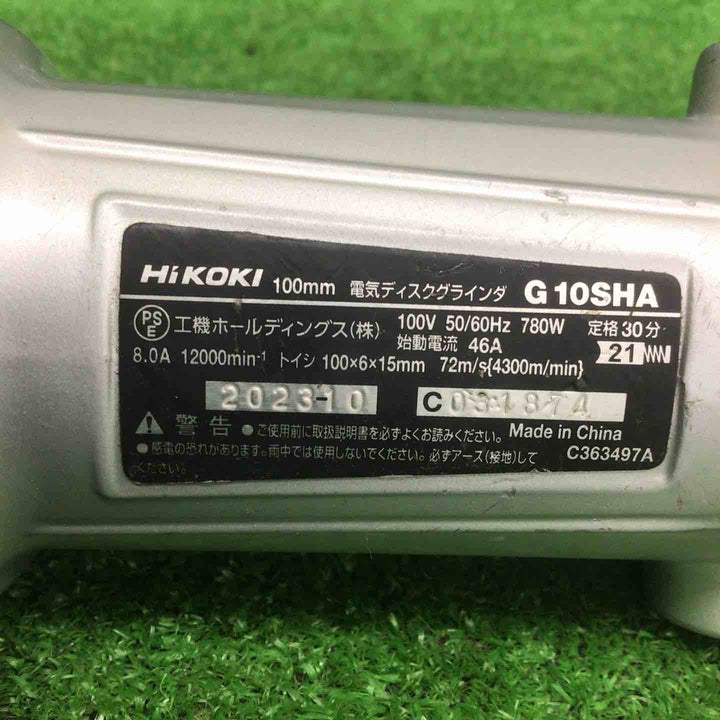 HiKOKI 100mm 電気ディスクグラインダ G10SHA
PSE 工機ホールディングス(株) 100V 50/60Hz 780W 定格30分
始動電流 46A
8.0A 12000min-1 トイシ 100×6×15mm 72m/s{4300m/min} 21
2023-10 C031874
警告 ●ご使用前に取扱説明書を必ずよくお読みください。 Made in China
●感電の恐れがあります。雨中では使用しないでください。必ずアース(接地)して C363497A
ください。